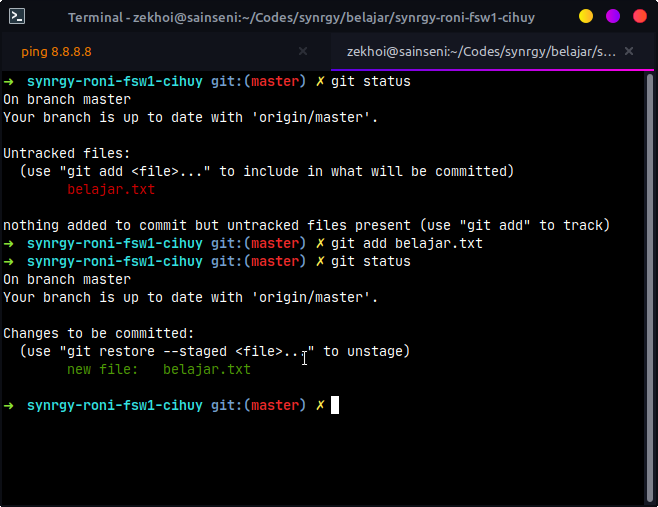 Terminal - zekhoi@sainseni:~/Codes/synrgy/belajar/synrgy-roni-fsw1-cihuy
ping 8.8.8.8
zekhoi@sainseni:~/Codes/synrgy/belajar/s...
➜  synrgy-roni-fsw1-cihuy git:(master) ✗ git status
On branch master
Your branch is up to date with 'origin/master'.
Untracked files:
  (use "git add <file>..." to include in what will be committed)
        belajar.txt
nothing added to commit but untracked files present (use "git add" to track)
➜  synrgy-roni-fsw1-cihuy git:(master) ✗ git add belajar.txt
➜  synrgy-roni-fsw1-cihuy git:(master) ✗ git status
On branch master
Your branch is up to date with 'origin/master'.
Changes to be committed:
  (use "git restore --staged <file>..." to unstage)
        new file:   belajar.txt
➜  synrgy-roni-fsw1-cihuy git:(master) ✗